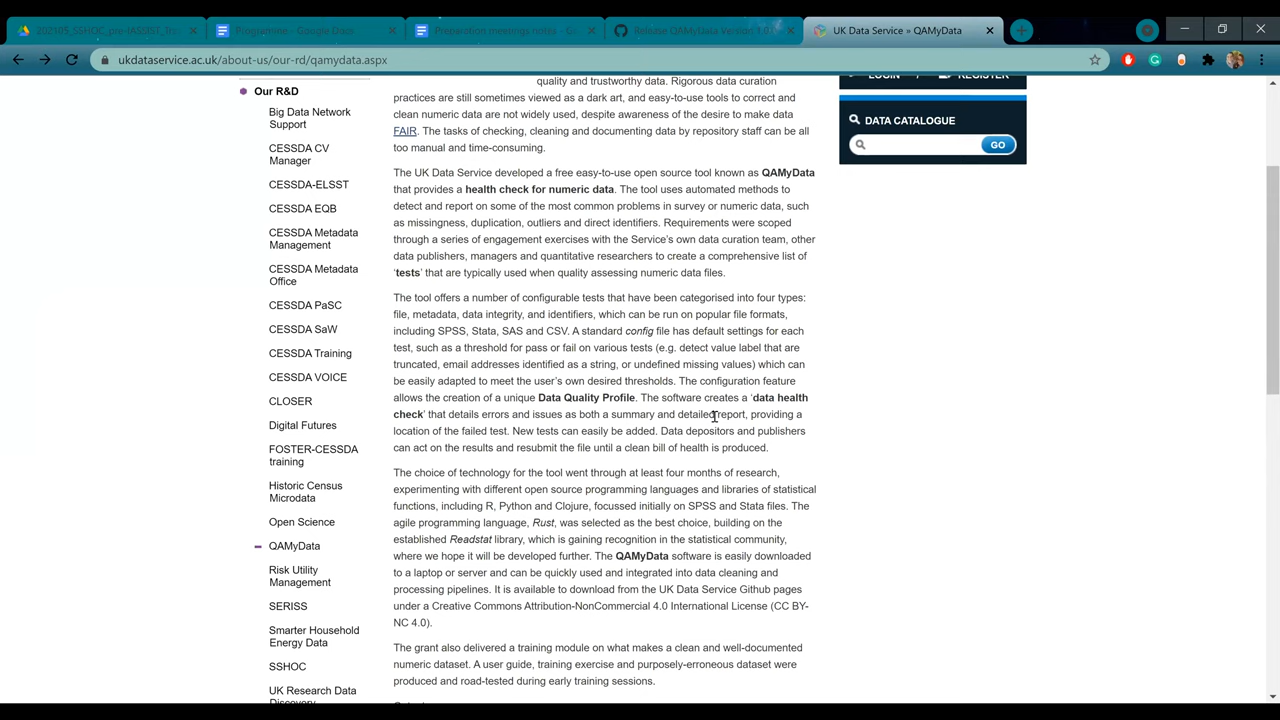 202105_SSHOC, pre-IASSIST_Tra
Programme - Google Docs
Preparation meetings notes - Go
Release QAMyData Version 1.0
UK Data Service » QAMyData
ukdataservice.ac.uk/about-us/our-rd/qamydata.aspx
LOGIN / REGISTER
DATA CATALOGUE
GO
Our R&D
Big Data Network
Support
CESSDA CV
Manager
CESSDA-ELSST
CESSDA EQB
CESSDA Metadata
Management
CESSDA Metadata
Office
CESSDA PaSC
CESSDA SaW
CESSDA Training
CESSDA VOICE
CLOSER
Digital Futures
FOSTER-CESSDA
training
Historic Census
Microdata
Open Science
QAMyData
Risk Utility
Management
SERISS
Smarter Household
Energy Data
SSHOC
UK Research Data
Discovery
quality and trustworthy data. Rigorous data curation
practices are still sometimes viewed as a dark art, and easy-to-use tools to correct and
clean numeric data are not widely used, despite awareness of the desire to make data
FAIR. The tasks of checking, cleaning and documenting data by repository staff can be all
too manual and time-consuming.
The UK Data Service developed a free easy-to-use open source tool known as QAMyData
that provides a health check for numeric data. The tool uses automated methods to
detect and report on some of the most common problems in survey or numeric data, such
as missingness, duplication, outliers and direct identifiers. Requirements were scoped
through a series of engagement exercises with the Service's own data curation team, other
data publishers, managers and quantitative researchers to create a comprehensive list of
'tests' that are typically used when quality assessing numeric data files.
The tool offers a number of configurable tests that have been categorised into four types:
file, metadata, data integrity, and identifiers, which can be run on popular file formats,
including SPSS, Stata, SAS and CSV. A standard config file has default settings for each
test, such as a threshold for pass or fail on various tests (e.g. detect value label that are
truncated, email addresses identified as a string, or undefined missing values) which can
be easily adapted to meet the user's own desired thresholds. The configuration feature
allows the creation of a unique Data Quality Profile. The software creates a 'data health
check' that details errors and issues as both a summary and detailed report, providing a
location of the failed test. New tests can easily be added. Data depositors and publishers
can act on the results and resubmit the file until a clean bill of health is produced.
The choice of technology for the tool went through at least four months of research,
experimenting with different open source programming languages and libraries of statistical
functions, including R, Python and Clojure, focussed initially on SPSS and Stata files. The
agile programming language, Rust, was selected as the best choice, building on the
established Readstat library, which is gaining recognition in the statistical community,
where we hope it will be developed further. The QAMyData software is easily downloaded
to a laptop or server and can be quickly used and integrated into data cleaning and
processing pipelines. It is available to download from the UK Data Service Github pages
under a Creative Commons Attribution-NonCommercial 4.0 International License (CC BY-
NC 4.0).
The grant also delivered a training module on what makes a clean and well-documented
numeric dataset. A user guide, training exercise and purposely-erroneous dataset were
produced and road-tested during early training sessions.